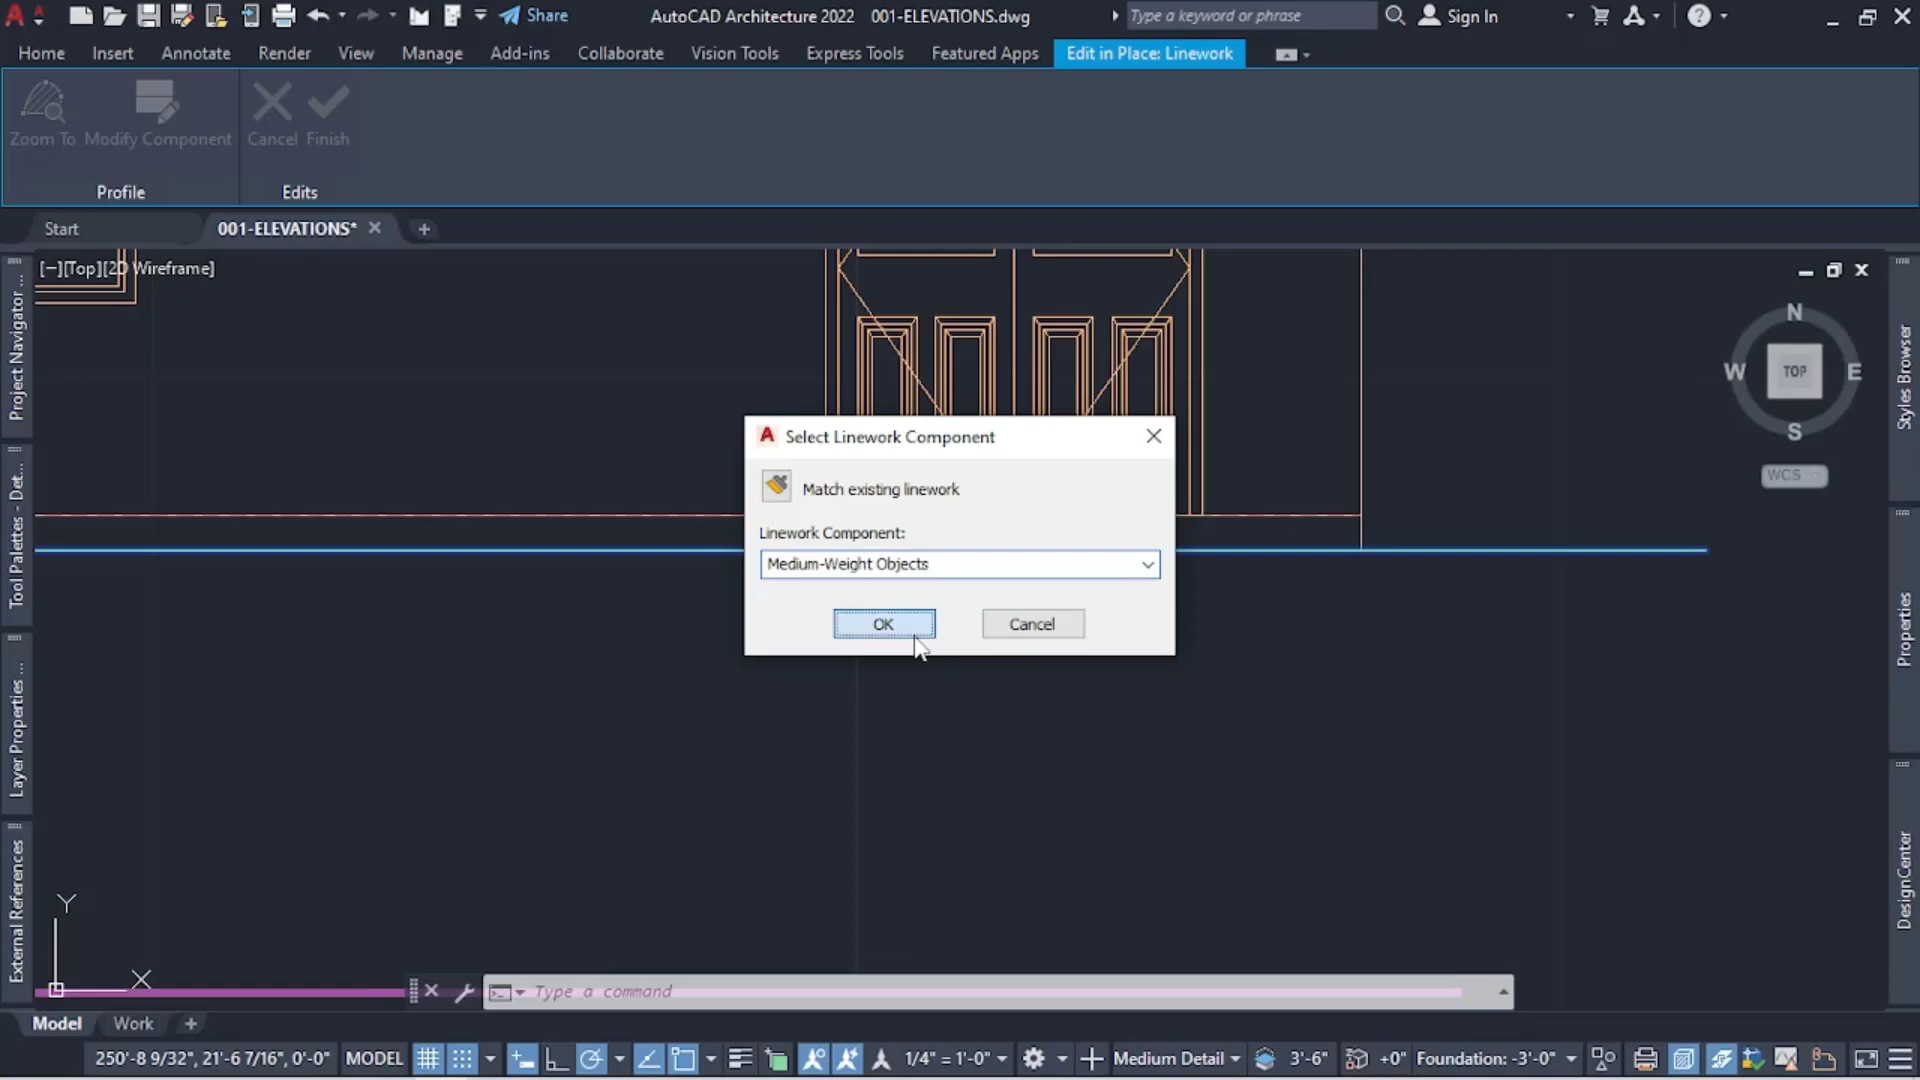 Share
AutoCAD Architecture 2022 001-ELEVATIONS.dwg
Type a keyword or phrase
Sign In
Home Insert Annotate Render View Manage Add-ins Collaborate Vision Tools Express Tools Featured Apps Edit in Place: Linework
Zoom To Modify Component Cancel Finish
Profile Edits
Start 001-ELEVATIONS*
[−][Top][2D Wireframe]
Project Navigator ...
Tool Palettes - Det...
Layer Properties ...
External References
N
W TOP E
S
WCS
Styles Browser
Properties
DesignCenter
Select Linework Component
Match existing linework
Linework Component:
Medium-Weight Objects
OK Cancel
Y
X
Type a command
Model Work
250'-8 9/32", 21'-6 7/16", 0'-0" MODEL 1/4" = 1'-0" Medium Detail 3'-6" +0" Foundation: -3'-0"